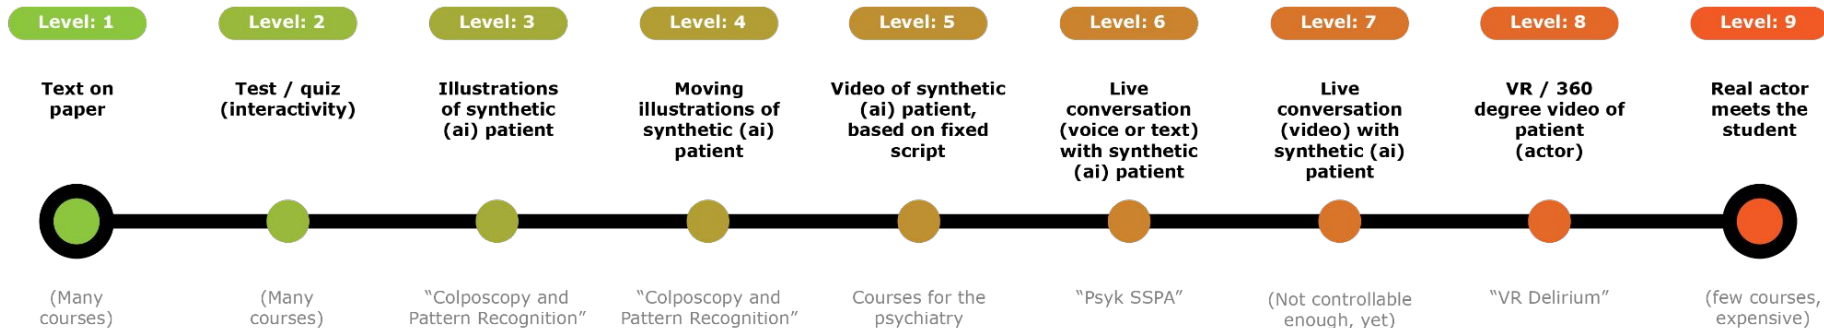 Level: 1
Text on
paper
(Many
courses)
Level: 2
Test / quiz
(interactivity)
(Many
courses)
Level: 3
Illustrations
of synthetic
(ai) patient
“Colposcopy and
Pattern Recognition”
Level: 4
Moving
illustrations of
synthetic (ai)
patient
“Colposcopy and
Pattern Recognition”
Level: 5
Video of synthetic
(ai) patient,
based on fixed
script
Courses for the
psychiatry
Level: 6
Live
conversation
(voice or text)
with synthetic
(ai) patient
“Psyk SSPA”
Level: 7
Live
conversation
(video) with
synthetic (ai)
patient
(Not controllable
enough, yet)
Level: 8
VR / 360
degree video of
patient
(actor)
“VR Delirium”
Level: 9
Real actor
meets the
student
(few courses,
expensive)